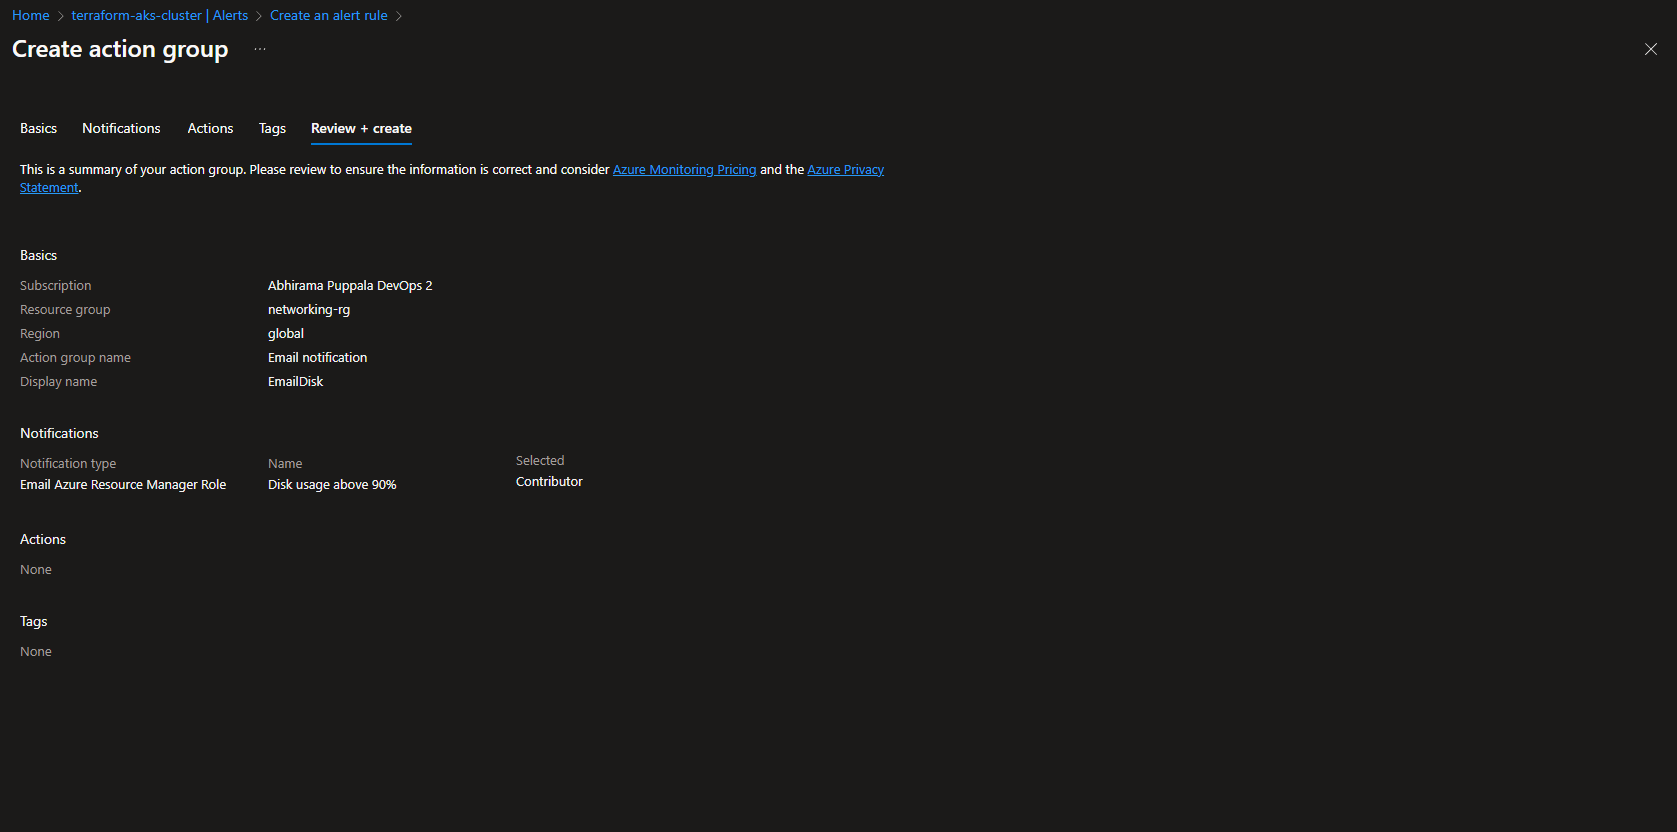 Home > terraform-aks-cluster | Alerts > Create an alert rule >
Create action group ...
Basics Notifications Actions Tags Review + create
This is a summary of your action group. Please review to ensure the information is correct and consider Azure Monitoring Pricing and the Azure Privacy
Statement.
Basics
Subscription Abhirama Puppala DevOps 2
Resource group networking-rg
Region global
Action group name Email notification
Display name EmailDisk
Notifications
Notification type Name Selected
Email Azure Resource Manager Role Disk usage above 90% Contributor
Actions
None
Tags
None